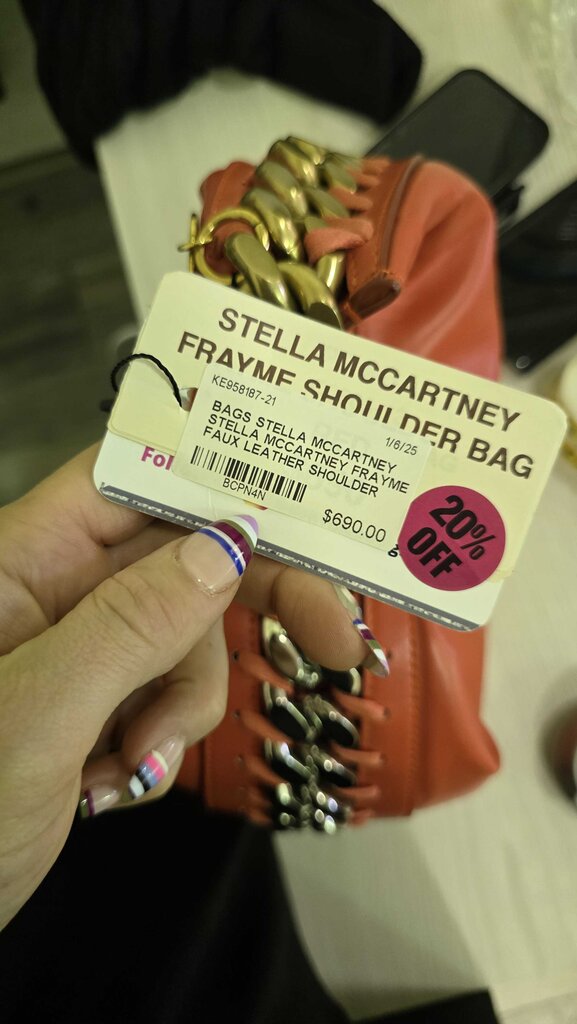 STELLA MCCARTNEY
FRAYME SHOULDER BAG
KE958187-21
1/6/25
BAGS STELLA MCCARTNEY
STELLA MCCARTNEY FRAYME
FAUX LEATHER SHOULDER
BCPN4N
$690.00
Fol
g
20%
OFF